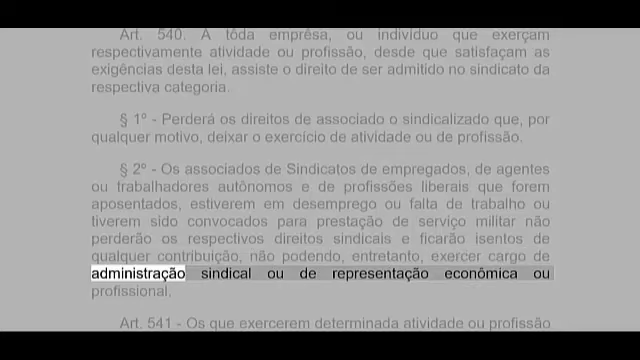 Art. 540. A tôda emprêsa, ou indivíduo que exerçam
respectivamente atividade ou profissão, desde que satisfaçam as
exigências desta lei, assiste o direito de ser admitido no sindicato da
respectiva categoria.
§ 1º - Perderá os direitos de associado o sindicalizado que, por
qualquer motivo, deixar o exercício de atividade ou de profissão.
§ 2º - Os associados de Sindicatos de empregados, de agentes
ou trabalhadores autônomos e de profissões liberais que forem
aposentados, estiverem em desemprego ou falta de trabalho ou
tiverem sido convocados para prestação de serviço militar não
perderão os respectivos direitos sindicais e ficarão isentos de
qualquer contribuição, não podendo, entretanto, exercer cargo de
administração sindical ou de representação econômica ou
profissional.
Art. 541 - Os que exercerem determinada atividade ou profissão